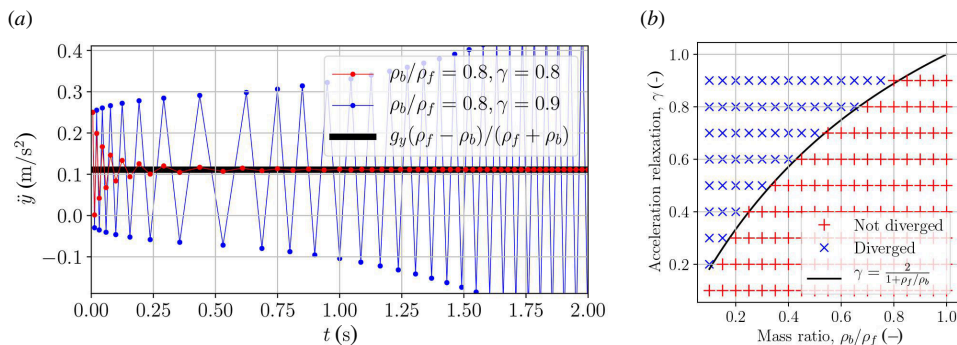 (a)
0.4
0.3
0.2
0.1
0.0
−0.1
ÿ (m/s²)
0.00
0.25
0.50
0.75
1.00
1.25
1.50
1.75
2.00
t (s)
ρb/ρf = 0.8, γ = 0.8
ρb/ρf = 0.8, γ = 0.9
gy(ρf − ρb)/(ρf + ρb)
(b)
1.0
0.8
0.6
0.4
0.2
Acceleration relaxation, γ (-)
0.2
0.4
0.6
0.8
1.0
Mass ratio, ρb/ρf (-)
Not diverged
Diverged
γ = 2/(1+ρf/ρb)